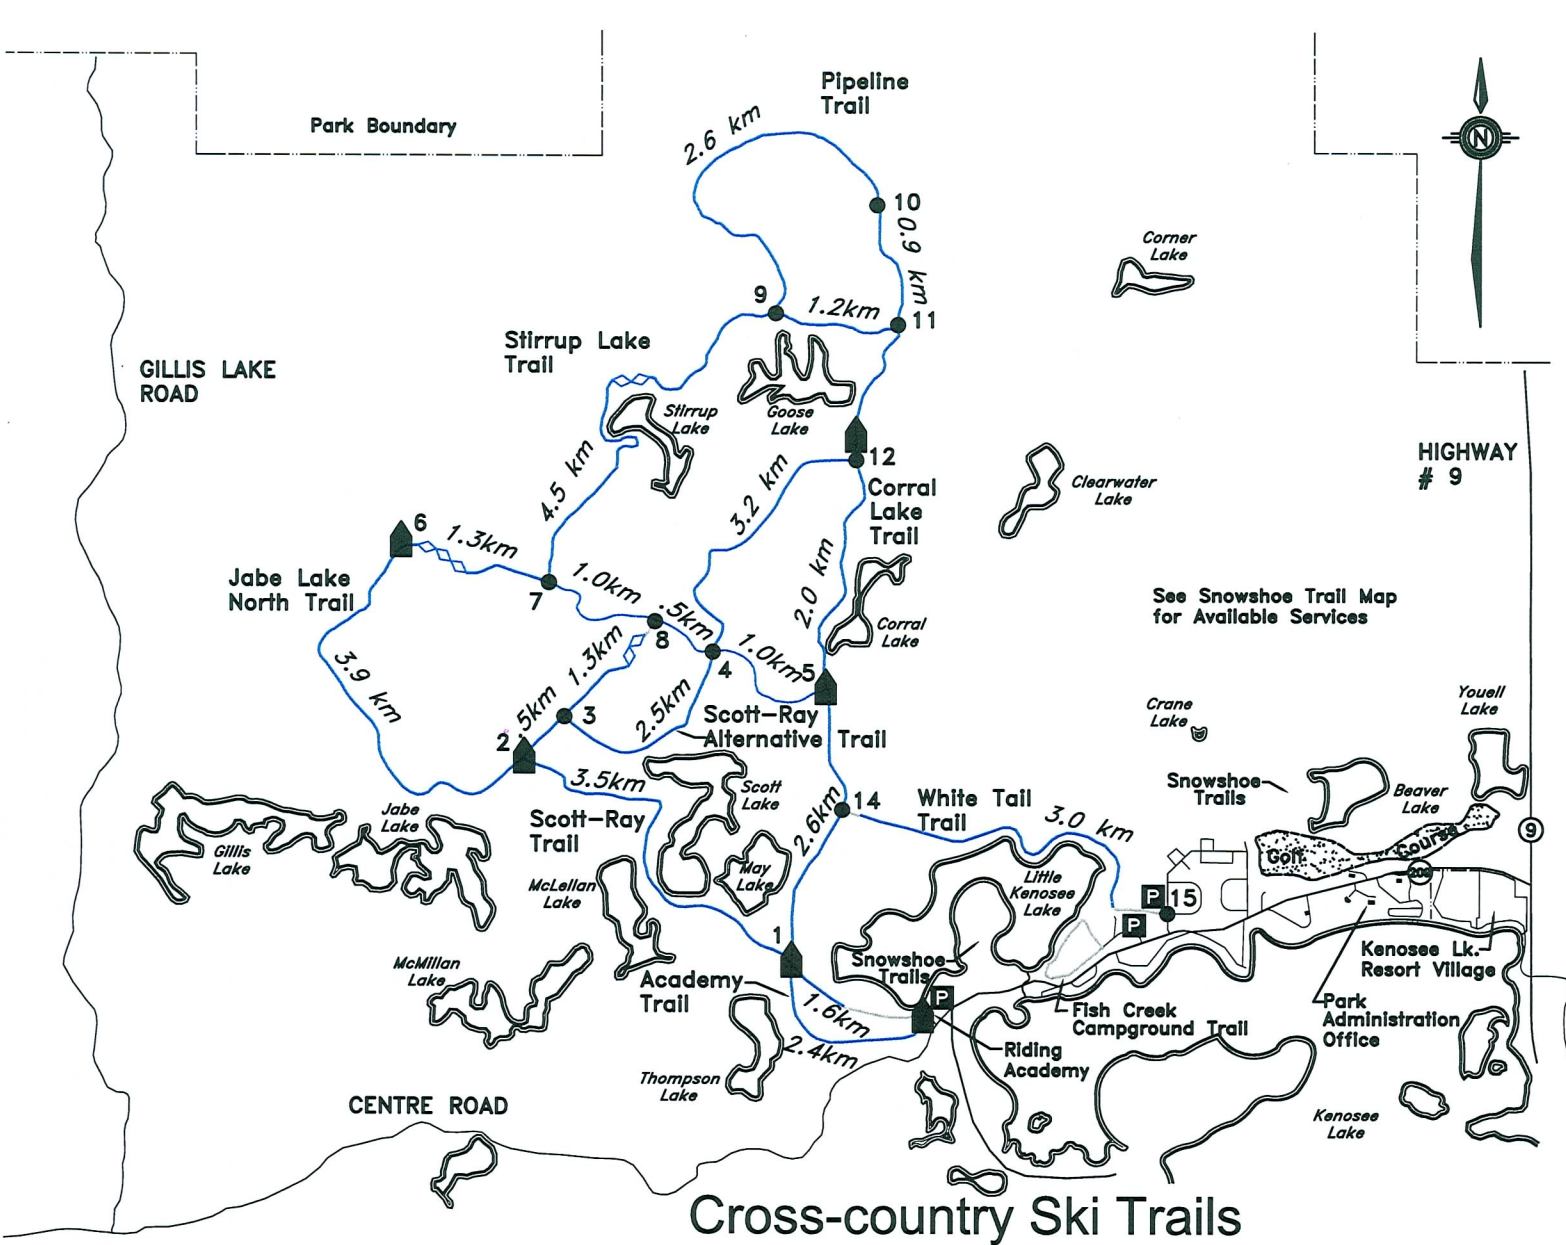 Pipeline
Trail
2.6 km
Park Boundary
N
10
0.9 km
Corner
Lake
9
1.2km
11
Stirrup Lake
Trail
GILLIS LAKE
ROAD
Stirrup
Lake
Goose
Lake
HIGHWAY
# 9
12
4.5 km
3.2 km
Corral
Lake
Trail
Clearwater
Lake
6
1.3km
2.0 km
Jabe Lake
North Trail
7
1.0km
.5km
8
See Snowshoe Trail Map
for Available Services
Corral
Lake
1.3km
4
1.0km
5
3.9 km
2.5km
.5km
3
2
Scott-Ray
Alternative Trail
Crane
Lake
Youell
Lake
3.5km
Scott
Lake
14
White Tail
Trail
3.0 km
Snowshoe
Trails
Beaver
Lake
Jabe
Lake
Scott-Ray
Trail
2.6km
9
Gillis
Lake
Golf
Course
209
McLellan
Lake
May
Lake
Little
Kenosee
Lake
P
15
P
1
McMillan
Lake
Snowshoe
Trails
Kenosee Lk.
Resort Village
Academy
Trail
P
1.6km
Fish Creek
Campground Trail
Park
Administration
Office
2.4km
Riding
Academy
Thompson
Lake
CENTRE ROAD
Kenosee
Lake
Cross-country Ski Trails